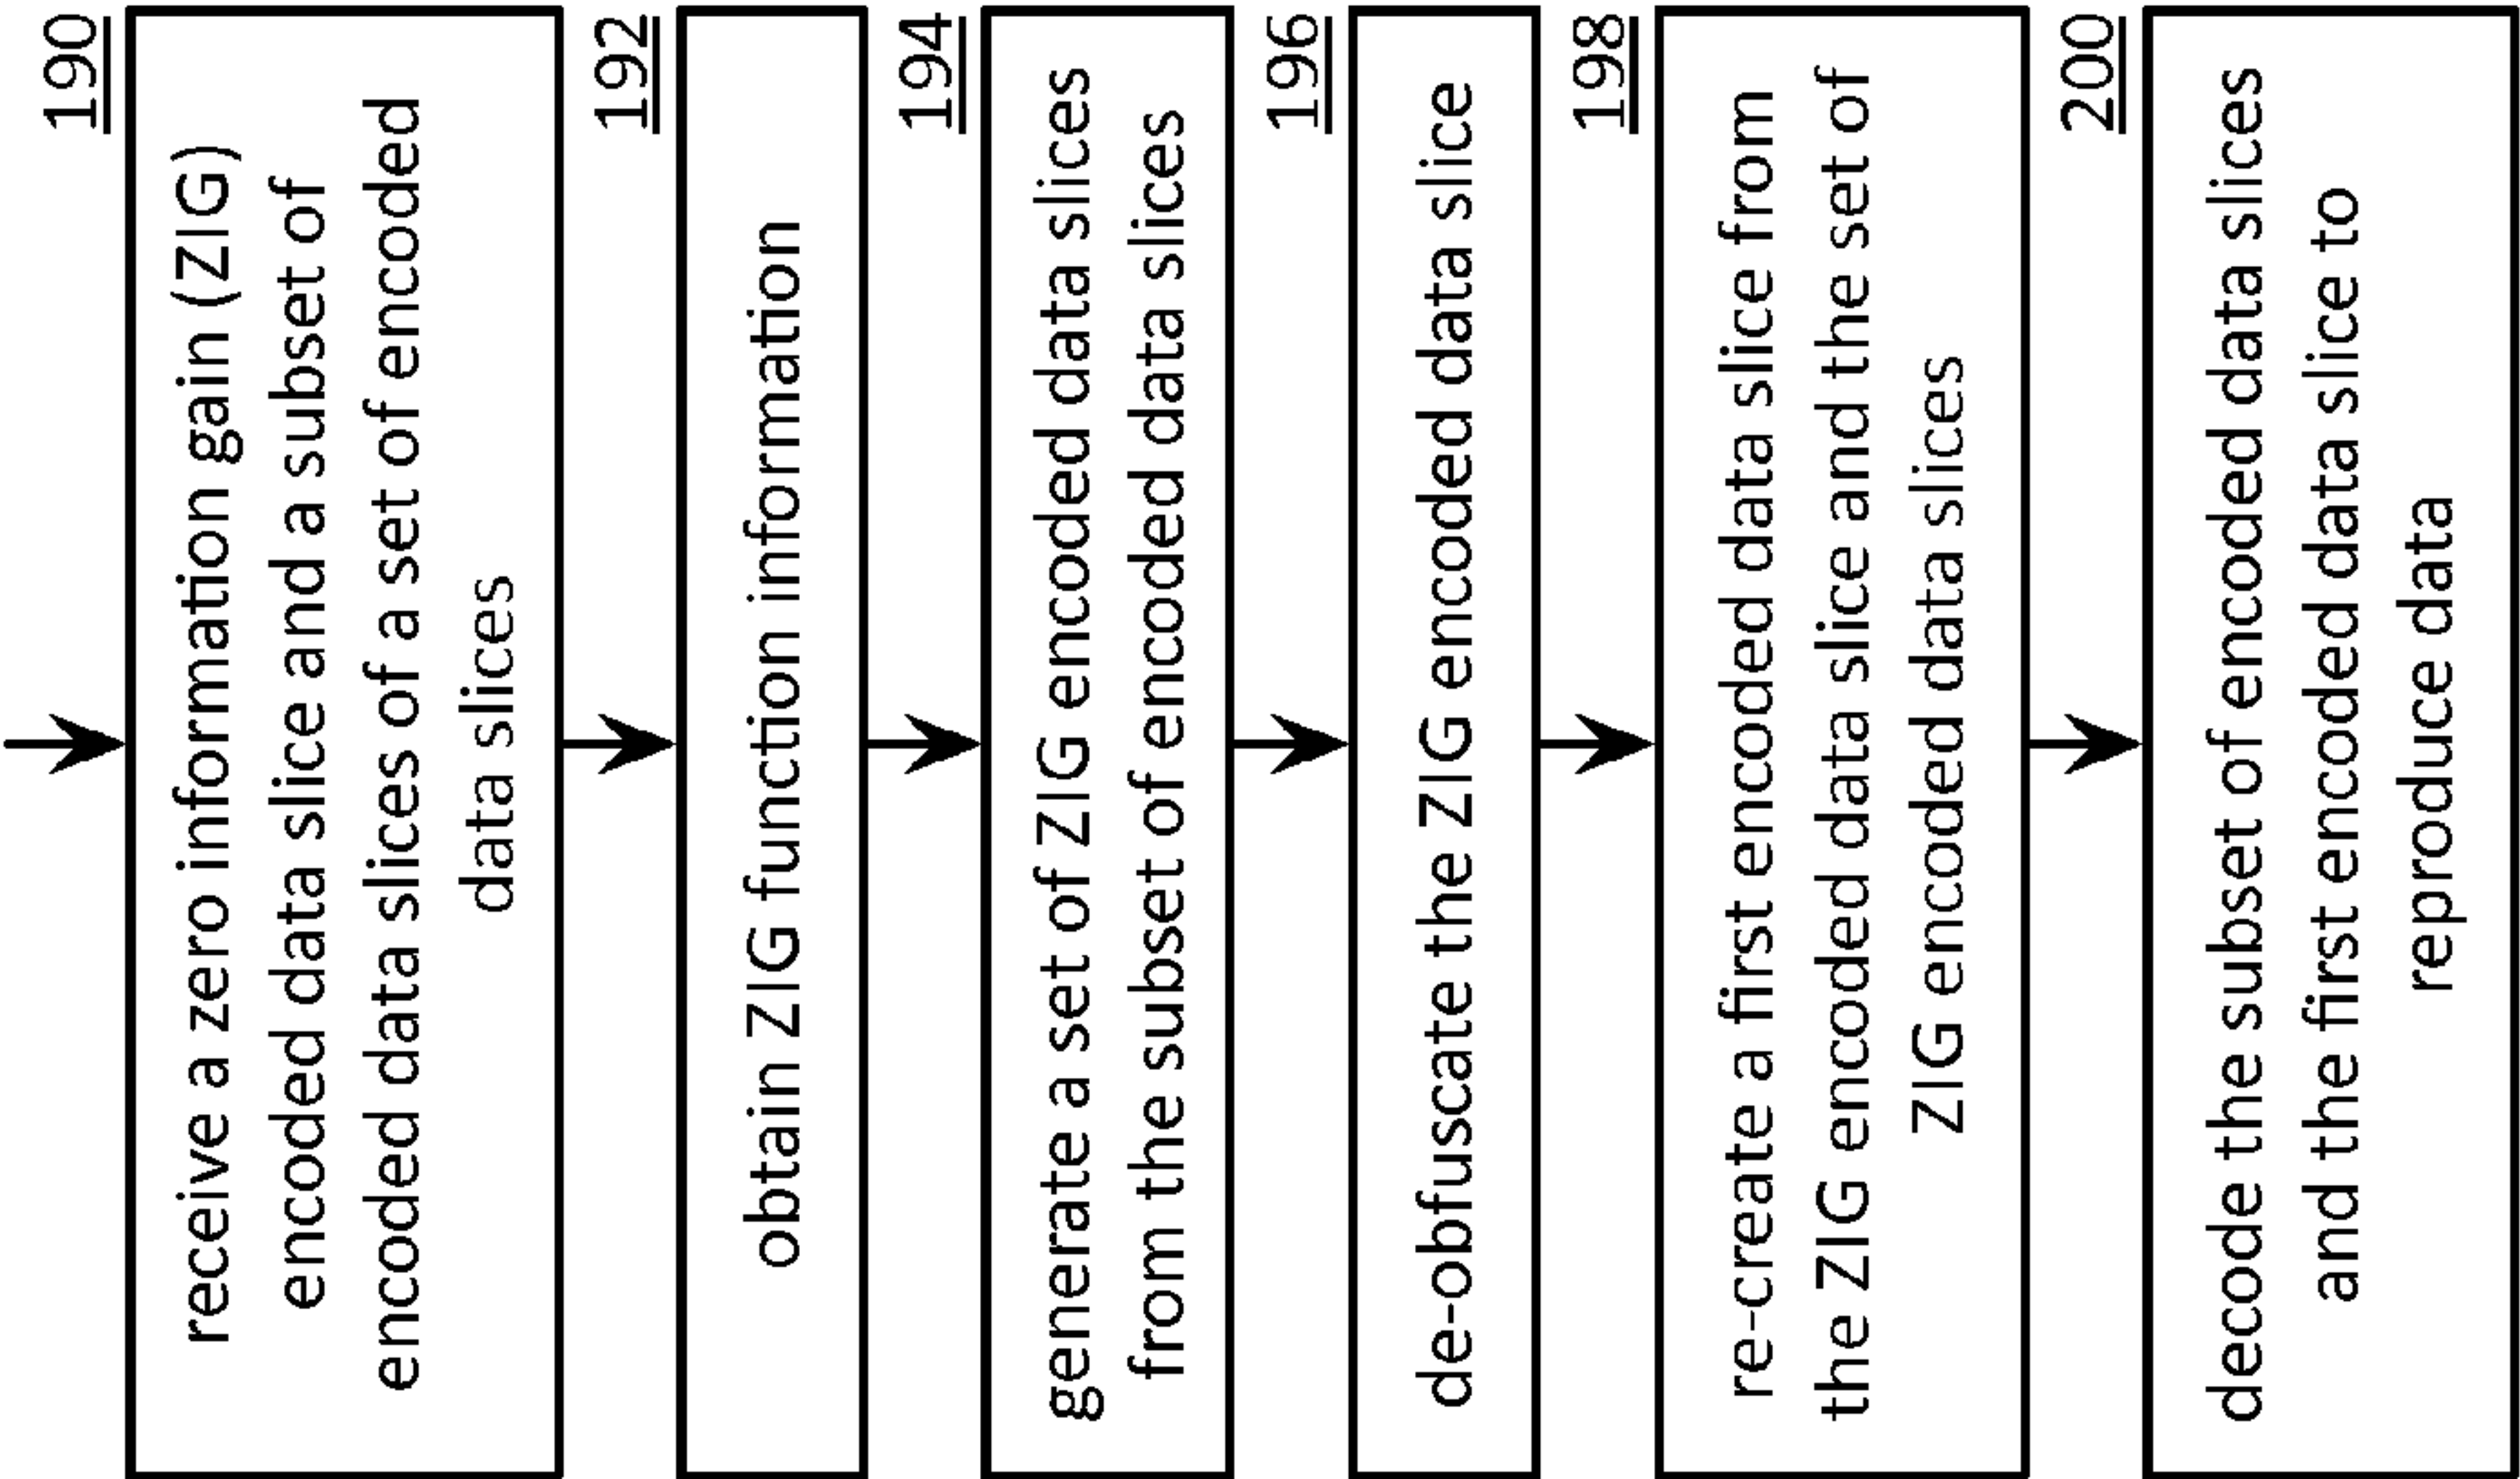 190
receive a zero information gain (ZIG)
encoded data slice and a subset of
encoded data slices of a set of encoded
data slices
192
obtain ZIG function information
194
generate a set of ZIG encoded data slices
from the subset of encoded data slices
196
de-obfuscate the ZIG encoded data slice
198
re-create a first encoded data slice from
the ZIG encoded data slice and the set of
ZIG encoded data slices
200
decode the subset of encoded data slices
and the first encoded data slice to
reproduce data